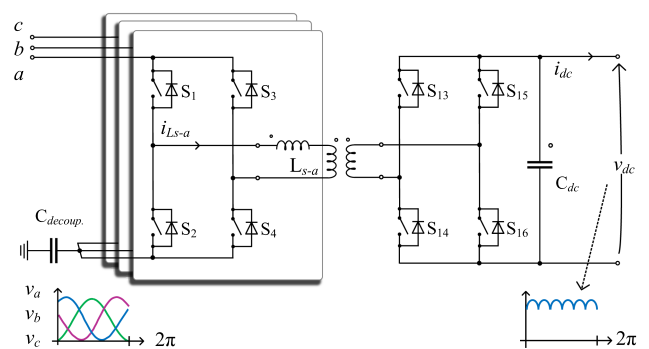 c
b
a
S1
S3
iLs-a
Ls-a
S2
S4
Cdecoup.
S13
S15
S14
S16
idc
Cdc
vdc
va
vb
vc
2π
2π